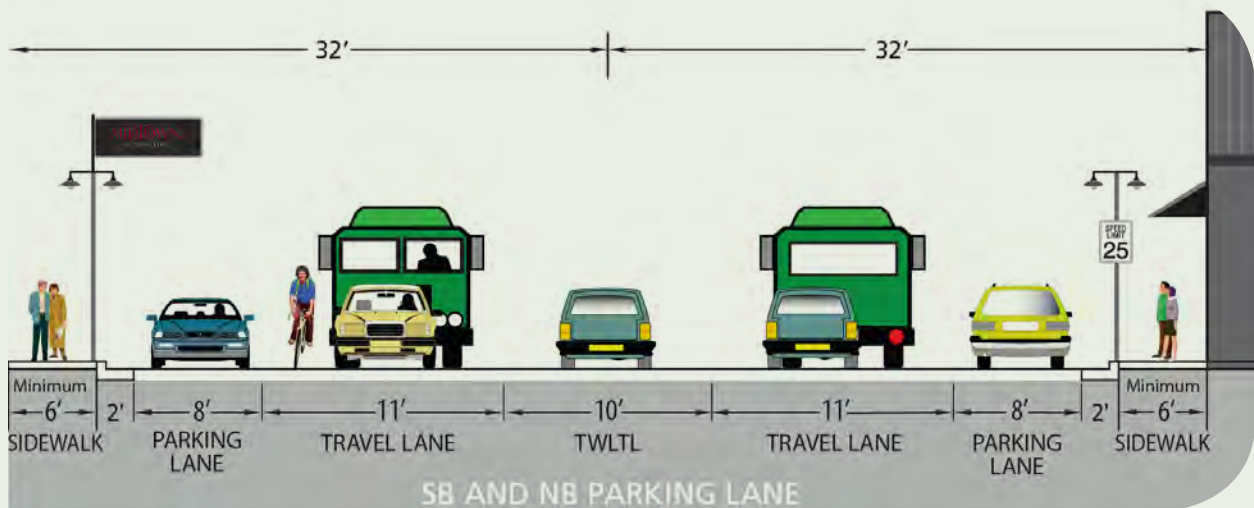 32'
32'
SPEED
LIMIT
25
Minimum
6'
2'
8'
11'
10'
11'
8'
2'
Minimum
6'
SIDEWALK
PARKING
LANE
TRAVEL LANE
TWLTL
TRAVEL LANE
PARKING
LANE
SIDEWALK
SB AND NB PARKING LANE